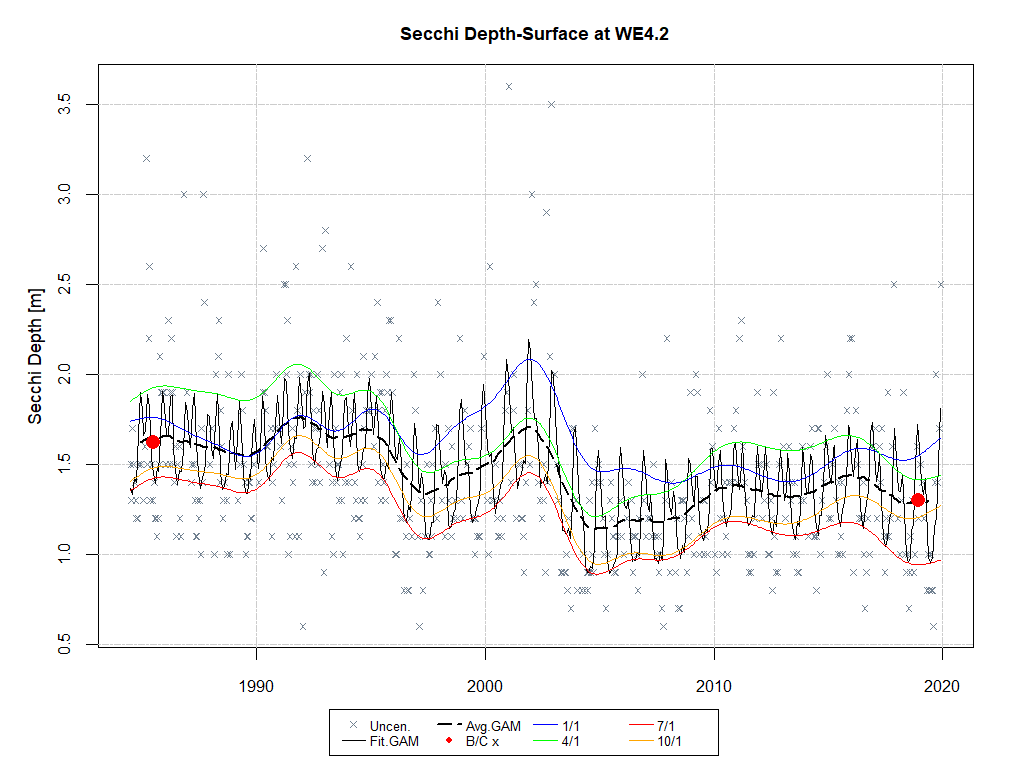 Secchi Depth-Surface at WE4.2
Secchi Depth [m]
3.5
3.0
2.5
2.0
1.5
1.0
0.5
1990 2000 2010 2020
Uncen. Avg.GAM 1/1 7/1
Fit.GAM B/C x 4/1 10/1